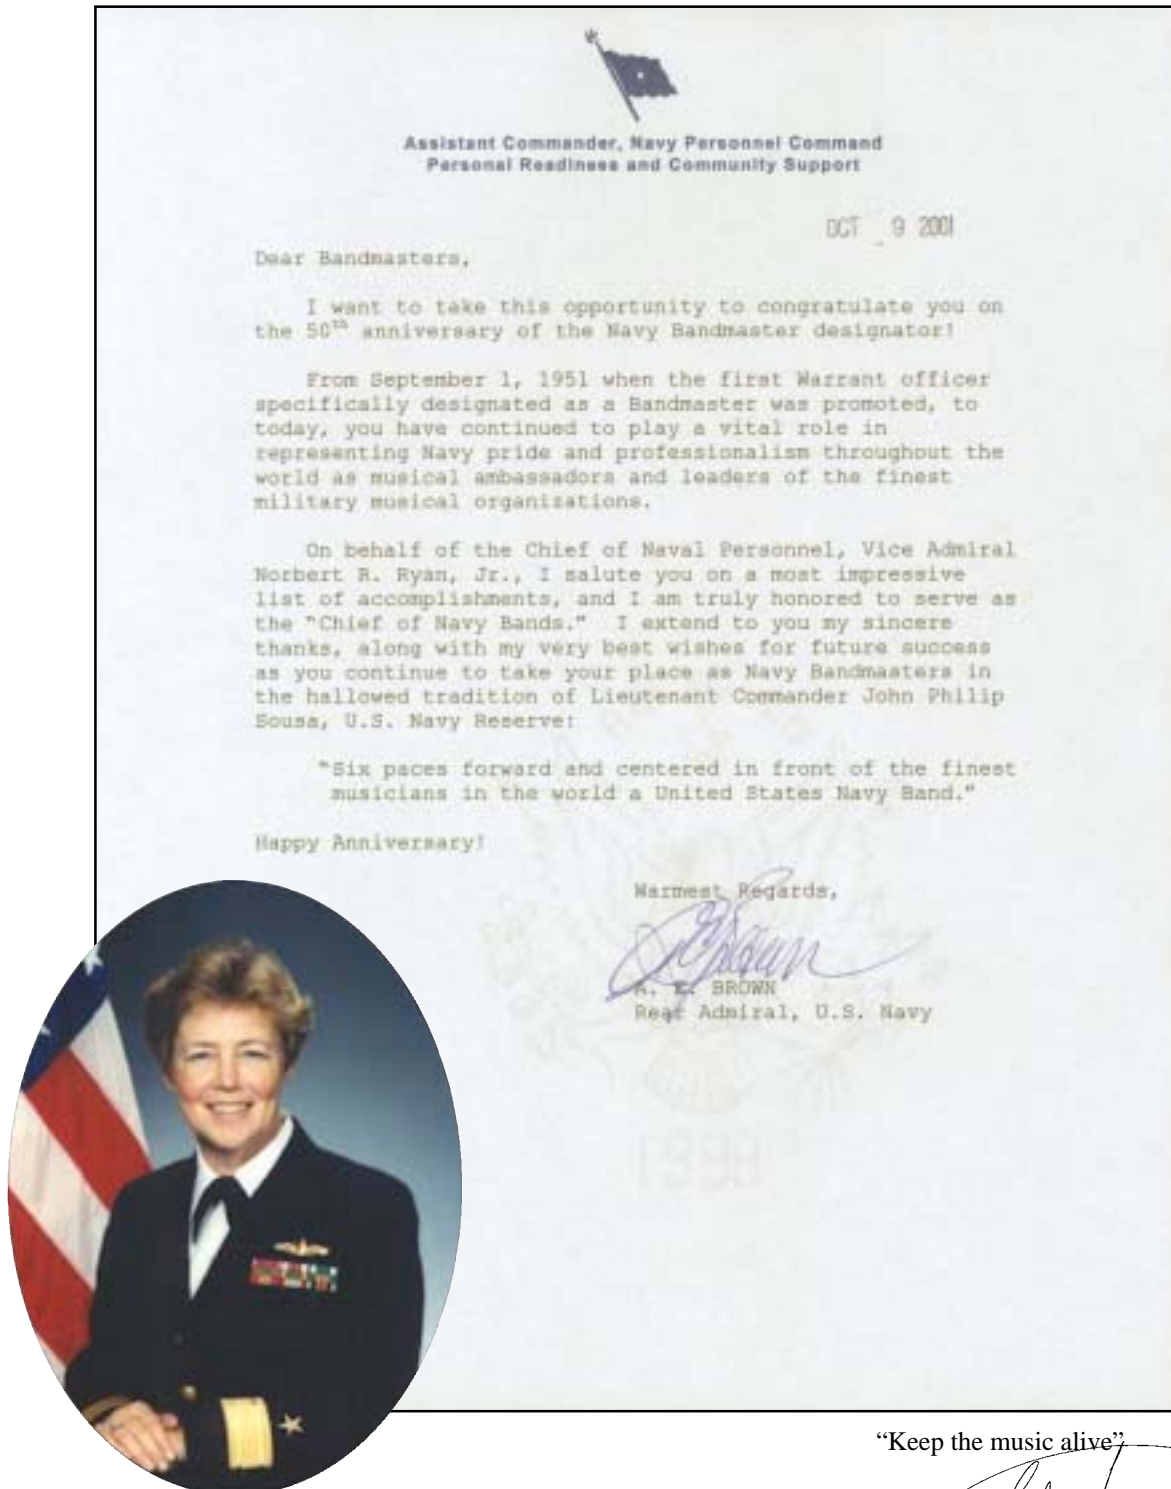 Assistant Commander, Navy Personnel Command
Personal Readiness and Community Support
OCT 9 2001
Dear Bandmasters,
I want to take this opportunity to congratulate you on
the 50th anniversary of the Navy Bandmaster designator!
From September 1, 1951 when the first Warrant officer
specifically designated as a Bandmaster was promoted, to
today, you have continued to play a vital role in
representing Navy pride and professionalism throughout the
world as musical ambassadors and leaders of the finest
military musical organizations.
On behalf of the Chief of Naval Personnel, Vice Admiral
Norbert R. Ryan, Jr., I salute you on a most impressive
list of accomplishments, and I am truly honored to serve as
the "Chief of Navy Bands." I extend to you my sincere
thanks, along with my very best wishes for future success
as you continue to take your place as Navy Bandmasters in
the hallowed tradition of Lieutenant Commander John Philip
Sousa, U.S. Navy Reserve:
"Six paces forward and centered in front of the finest
musicians in the world a United States Navy Band."
Happy Anniversary!
Warmest Regards,
A. E. BROWN
Rear Admiral, U.S. Navy
“Keep the music alive”